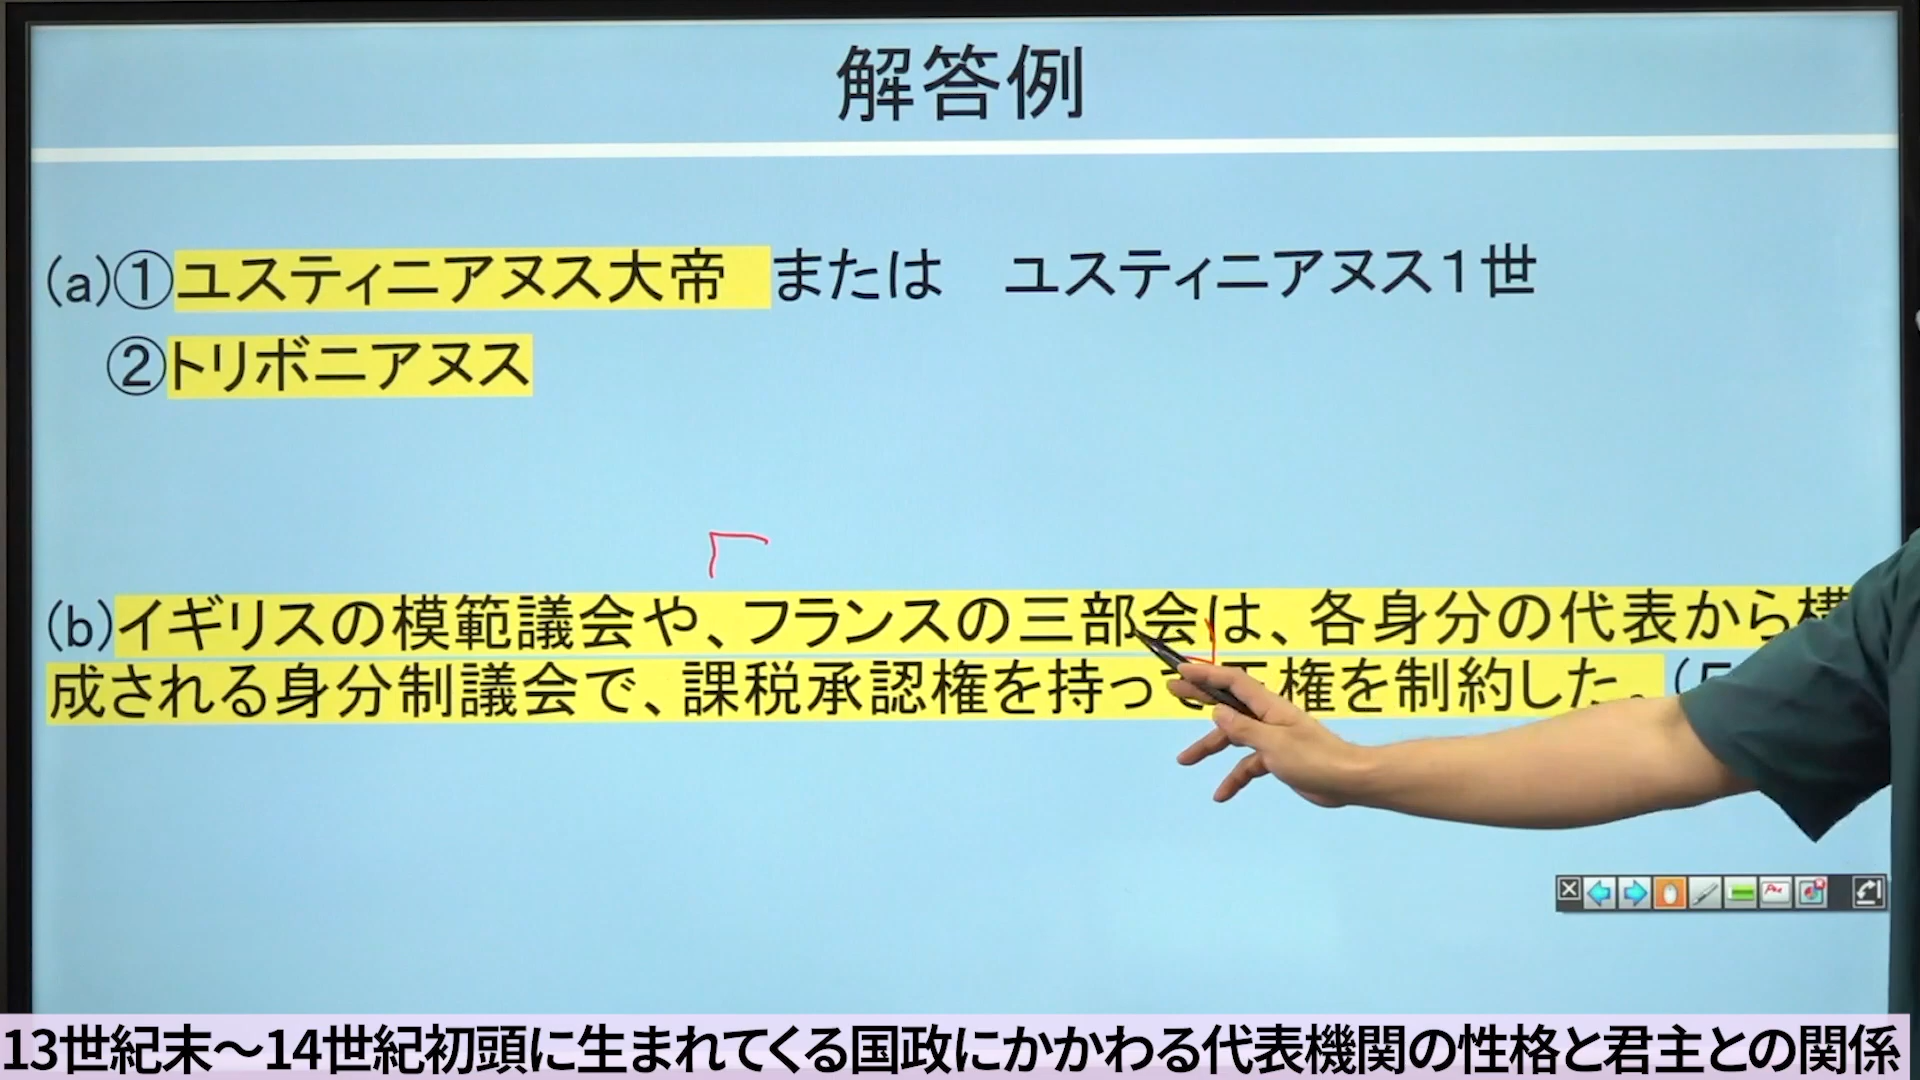 解答例
(a)①ユスティニアヌス大帝 または ユスティニアヌス1世
②トリボニアヌス
(b)イギリスの模範議会や、フランスの三部会は、各身分の代表から構
成される身分制議会で、課税承認権を持って王権を制約した。(
13世紀末～14世紀初頭に生まれてくる国政にかかわる代表機関の性格と君主との関係